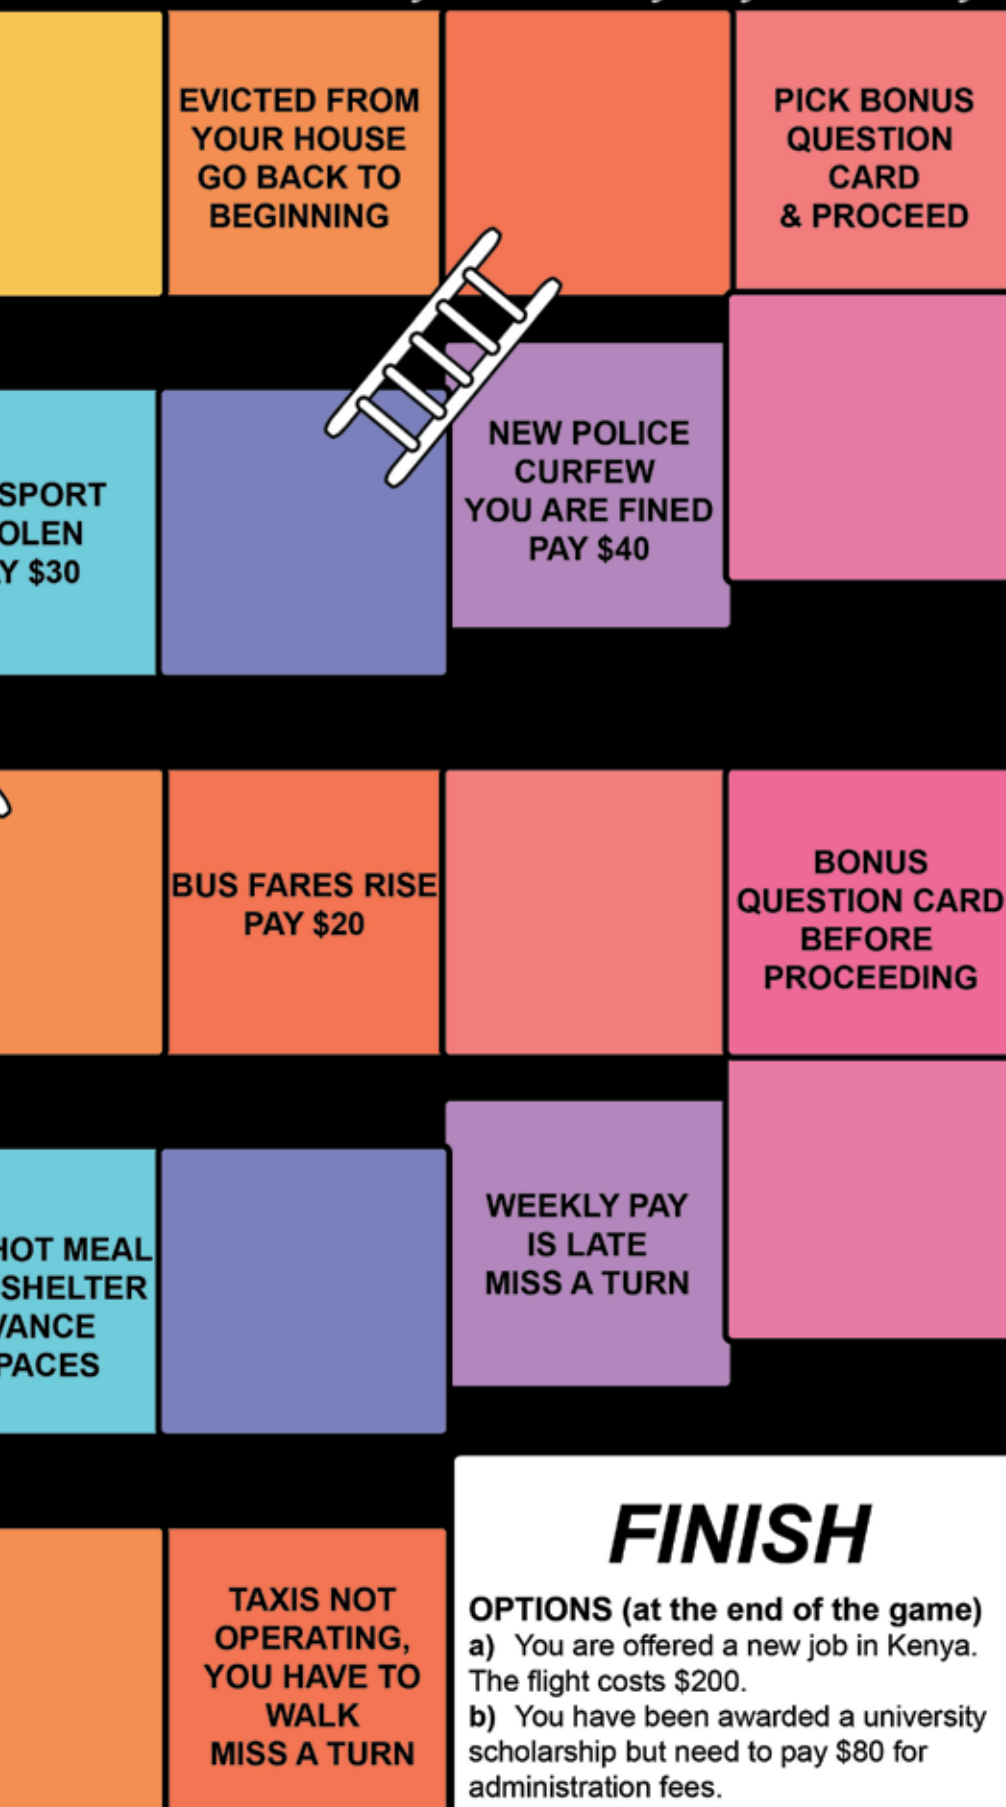 EVICTED FROM
YOUR HOUSE
GO BACK TO
BEGINNING
PICK BONUS
QUESTION
CARD
& PROCEED
SPORT
OLEN
Y $30
NEW POLICE
CURFEW
YOU ARE FINED
PAY $40
BUS FARES RISE
PAY $20
BONUS
QUESTION CARD
BEFORE
PROCEEDING
HOT MEAL
SHELTER
VANCE
PACES
WEEKLY PAY
IS LATE
MISS A TURN
TAXIS NOT
OPERATING,
YOU HAVE TO
WALK
MISS A TURN
FINISH
OPTIONS (at the end of the game)
a) You are offered a new job in Kenya.
The flight costs $200.
b) You have been awarded a university
scholarship but need to pay $80 for
administration fees.